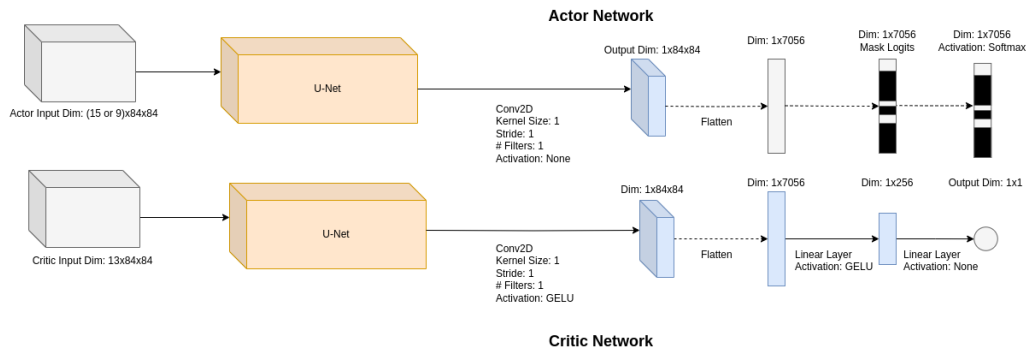 Actor Network
Output Dim: 1x84x84
Dim: 1x7056
Dim: 1x7056
Mask Logits
Dim: 1x7056
Activation: Softmax
U-Net
Actor Input Dim: (15 or 9)x84x84
Conv2D
Kernel Size: 1
Stride: 1
# Filters: 1
Activation: None
Flatten
Dim: 1x84x84
Dim: 1x7056
Dim: 1x256
Output Dim: 1x1
U-Net
Critic Input Dim: 13x84x84
Conv2D
Kernel Size: 1
Stride: 1
# Filters: 1
Activation: GELU
Flatten
Linear Layer
Activation: GELU
Linear Layer
Activation: None
Critic Network